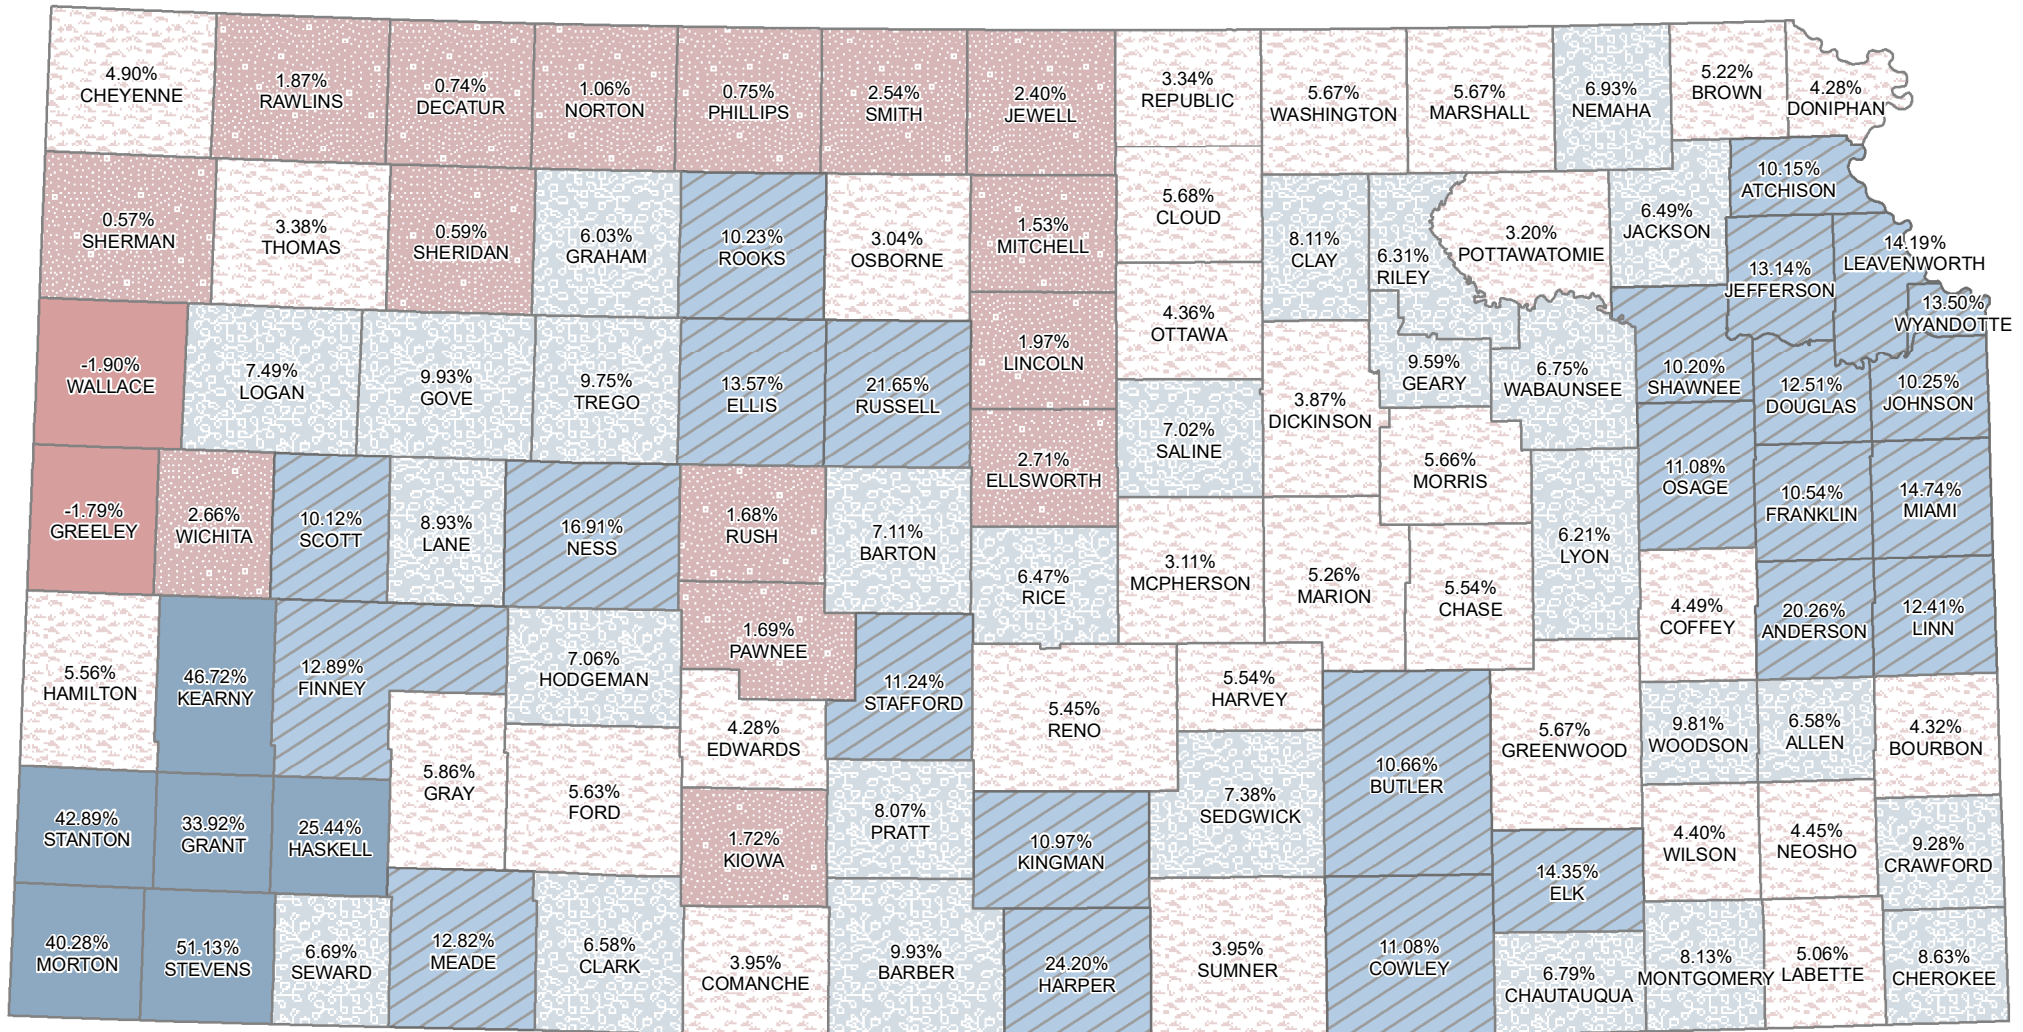 4.90%
CHEYENNE
1.87%
RAWLINS
0.74%
DECATUR
1.06%
NORTON
0.75%
PHILLIPS
2.54%
SMITH
2.40%
JEWELL
3.34%
REPUBLIC
5.67%
WASHINGTON
5.67%
MARSHALL
6.93%
NEMAHA
5.22%
BROWN
4.28%
DONIPHAN
0.57%
SHERMAN
3.38%
THOMAS
0.59%
SHERIDAN
6.03%
GRAHAM
10.23%
ROOKS
3.04%
OSBORNE
1.53%
MITCHELL
5.68%
CLOUD
8.11%
CLAY
6.31%
RILEY
3.20%
POTTAWATOMIE
6.49%
JACKSON
10.15%
ATCHISON
13.14%
JEFFERSON
14.19%
LEAVENWORTH
13.50%
WYANDOTTE
-1.90%
WALLACE
7.49%
LOGAN
9.93%
GOVE
9.75%
TREGO
13.57%
ELLIS
21.65%
RUSSELL
1.97%
LINCOLN
4.36%
OTTAWA
3.87%
DICKINSON
9.59%
GEARY
6.75%
WABAUNSEE
10.20%
SHAWNEE
12.51%
DOUGLAS
10.25%
JOHNSON
-1.79%
GREELEY
2.66%
WICHITA
10.12%
SCOTT
8.93%
LANE
16.91%
NESS
1.68%
RUSH
7.11%
BARTON
2.71%
ELLSWORTH
7.02%
SALINE
5.66%
MORRIS
6.21%
LYON
11.08%
OSAGE
10.54%
FRANKLIN
14.74%
MIAMI
6.47%
RICE
3.11%
MCPHERSON
5.26%
MARION
5.54%
CHASE
4.49%
COFFEY
20.26%
ANDERSON
12.41%
LINN
5.56%
HAMILTON
46.72%
KEARNY
12.89%
FINNEY
7.06%
HODGEMAN
1.69%
PAWNEE
11.24%
STAFFORD
4.28%
EDWARDS
5.45%
RENO
5.54%
HARVEY
10.66%
BUTLER
5.67%
GREENWOOD
9.81%
WOODSON
6.58%
ALLEN
4.32%
BOURBON
42.89%
STANTON
33.92%
GRANT
25.44%
HASKELL
5.86%
GRAY
5.63%
FORD
1.72%
KIOWA
8.07%
PRATT
10.97%
KINGMAN
7.38%
SEDGWICK
14.35%
ELK
4.40%
WILSON
4.45%
NEOSHO
9.28%
CRAWFORD
40.28%
MORTON
51.13%
STEVENS
6.69%
SEWARD
12.82%
MEADE
6.58%
CLARK
3.95%
COMANCHE
9.93%
BARBER
24.20%
HARPER
3.95%
SUMNER
11.08%
COWLEY
6.79%
CHAUTAUQUA
8.13%
MONTGOMERY
5.06%
LABETTE
8.63%
CHEROKEE